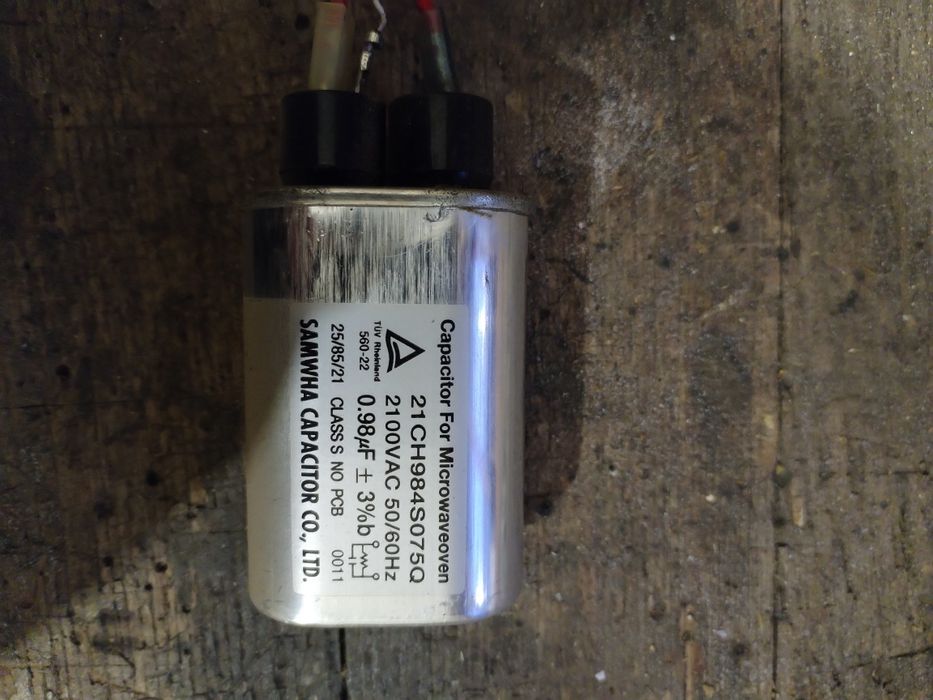 Capacitor For Microwaveoven
21CH984S075Q
2100VAC 50/60Hz
TÜV Rheinland
560-22
0.98µF ± 3%b
25/85/21 CLASS S NO PCB 0011
SAMWHA CAPACITOR CO., LTD.